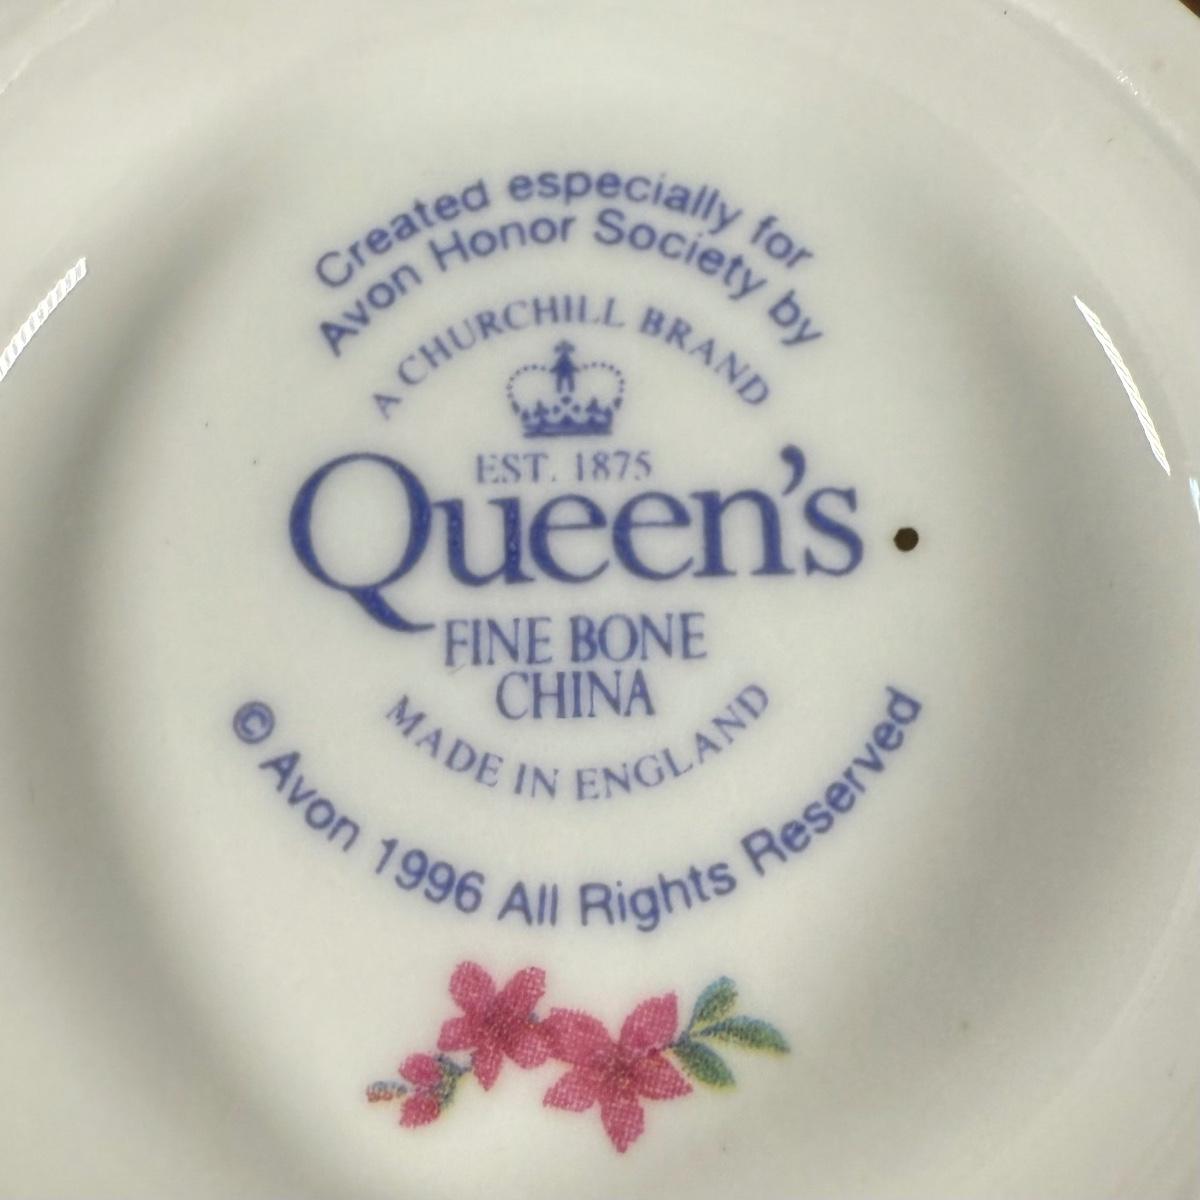 Created especially for
Avon Honor Society by
A CHURCHILL BRAND
EST. 1875
Queen's
FINE BONE
CHINA
MADE IN ENGLAND
© Avon 1996 All Rights Reserved